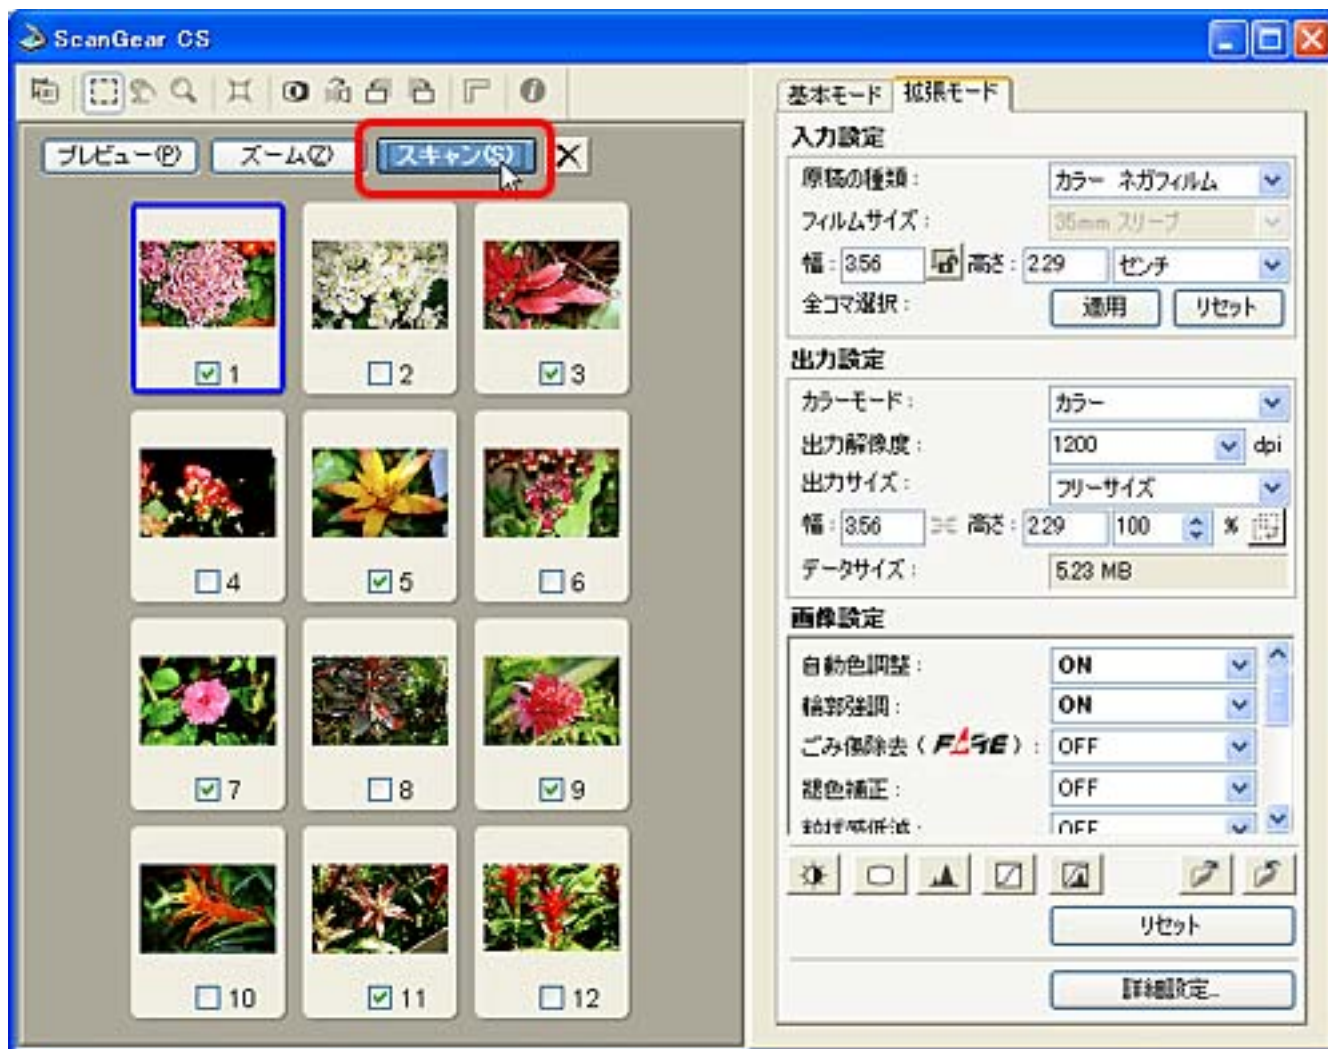 ScanGear CS
プレビュー(P) ズーム(Z) スキャン(S)
1 2 3
4 5 6
7 8 9
10 11 12
基本モード 拡張モード
入力設定
原稿の種類： カラー ネガフィルム
フィルムサイズ： 35mm スリーブ
幅：3.56 高さ：2.29 センチ
全コマ選択： 適用 リセット
出力設定
カラーモード： カラー
出力解像度： 1200 dpi
出力サイズ： フリーサイズ
幅：3.56 高さ：2.29 100 %
データサイズ： 5.23 MB
画像設定
自動色調整： ON
輪郭強調： ON
ごみ傷除去（FARE）： OFF
褪色補正： OFF
粒状感低減： OFF
リセット
詳細設定...